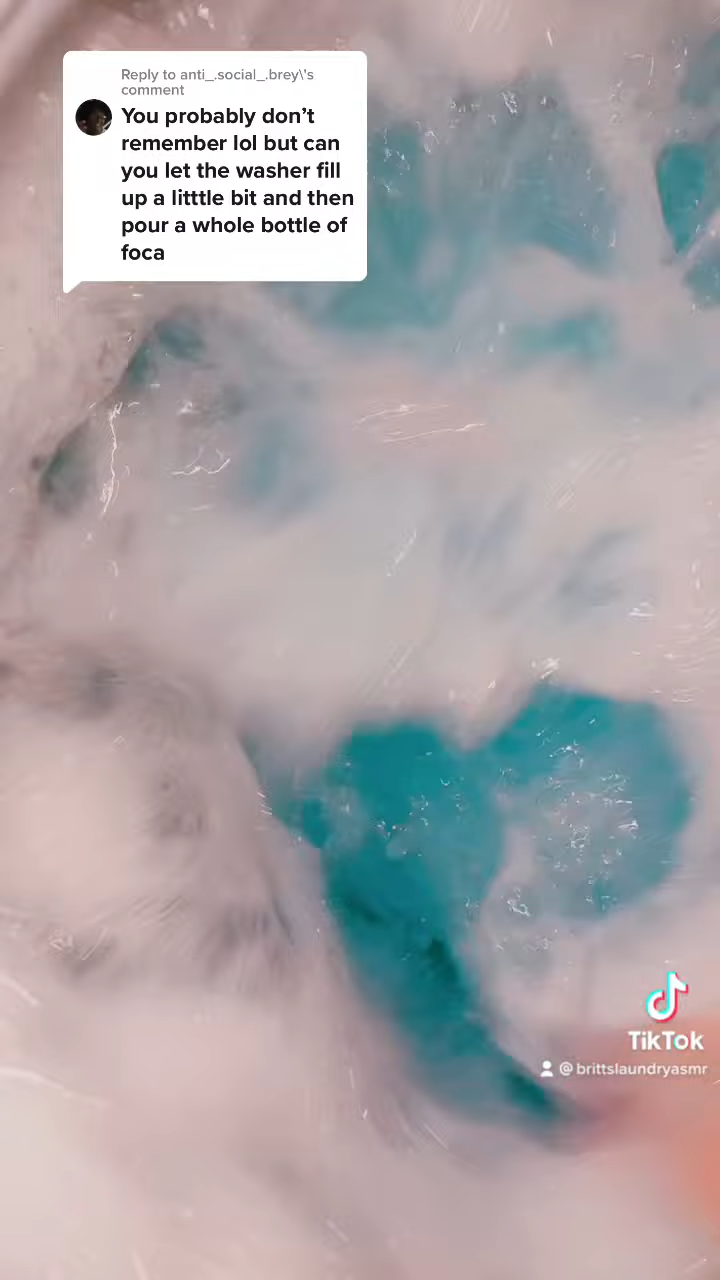 Reply to anti_.social_.brey\'s
comment
You probably don’t
remember lol but can
you let the washer fill
up a litttle bit and then
pour a whole bottle of
foca
TikTok
@brittslaundryasmr